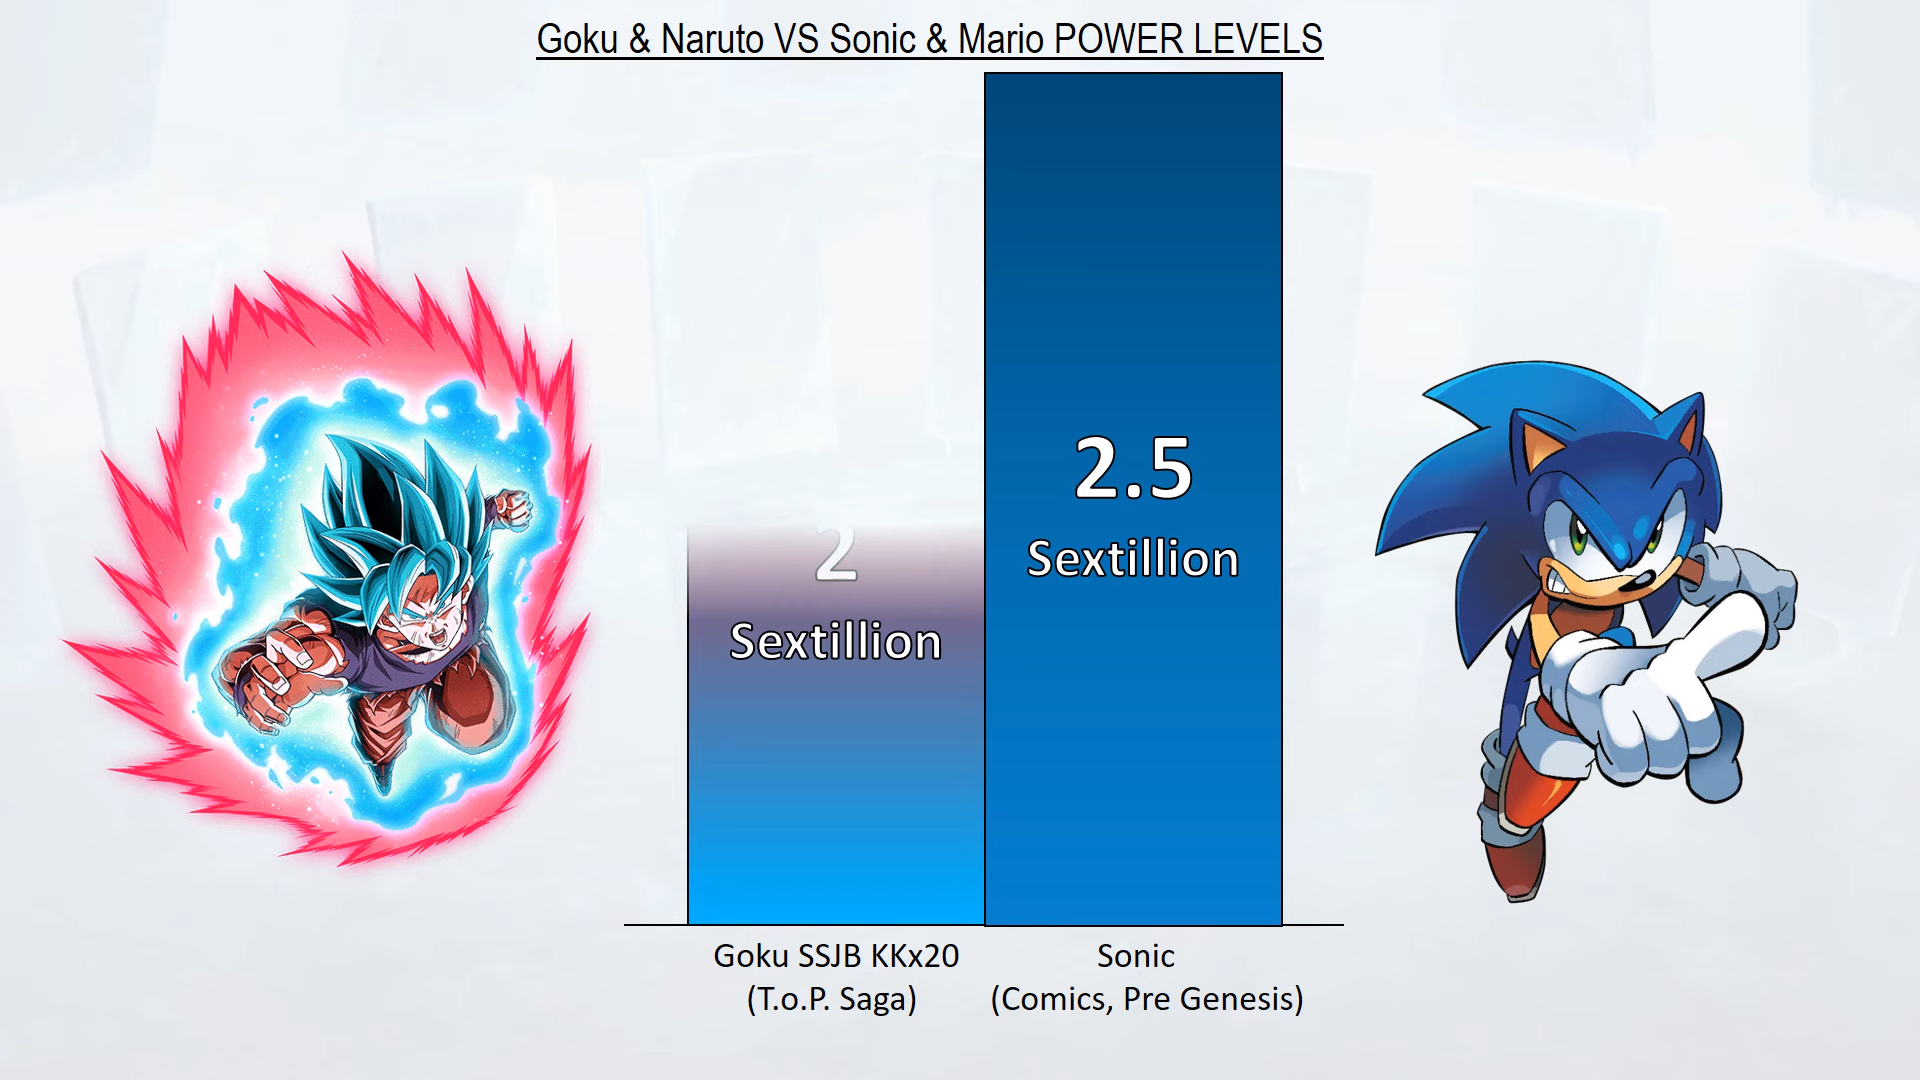 Goku & Naruto VS Sonic & Mario POWER LEVELS
2
Sextillion
2.5
Sextillion
Goku SSJB KKx20
(T.o.P. Saga)
Sonic
(Comics, Pre Genesis)